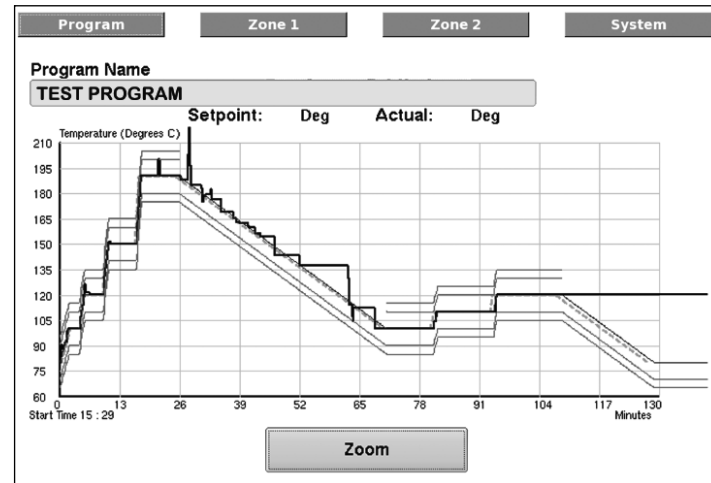 Program Zone 1 Zone 2 System
Program Name
TEST PROGRAM
Setpoint: Deg Actual: Deg
Temperature (Degrees C)
210
195
180
165
150
135
120
105
90
75
60
0 13 26 39 52 65 78 91 104 117 130
Start Time 15 : 29 Minutes
Zoom